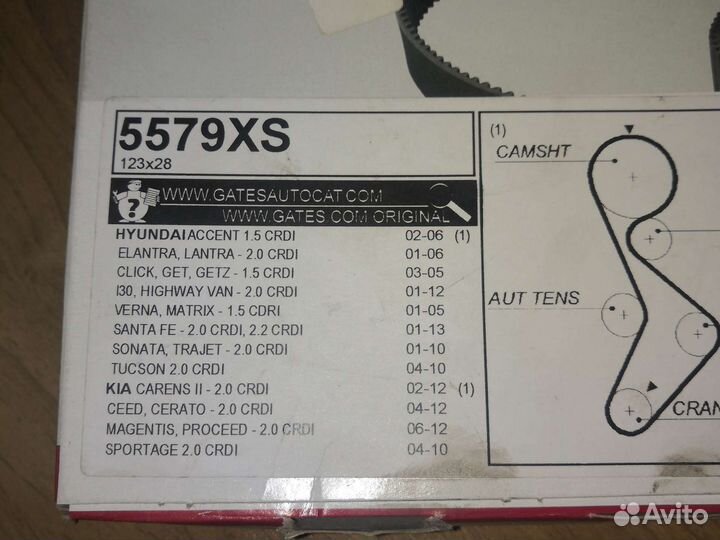 5579XS
123x28
WWW.GATESAUTOCAT.COM
WWW.GATES.COM ORIGINAL
HYUNDAI ACCENT 1.5 CRDI 02-06 (1)
ELANTRA, LANTRA - 2.0 CRDI 01-06
CLICK, GET, GETZ - 1.5 CRDI 03-05
I30, HIGHWAY VAN - 2.0 CRDI 01-12
VERNA, MATRIX - 1.5 CDRI 01-05
SANTA FE - 2.0 CRDI, 2.2 CRDI 01-13
SONATA, TRAJET - 2.0 CRDI 01-10
TUCSON 2.0 CRDI 04-10
KIA CARENS II - 2.0 CRDI 02-12 (1)
CEED, CERATO - 2.0 CRDI 04-12
MAGENTIS, PROCEED - 2.0 CRDI 06-12
SPORTAGE 2.0 CRDI 04-10
(1)
CAMSHT
AUT TENS
CRAN
Avito